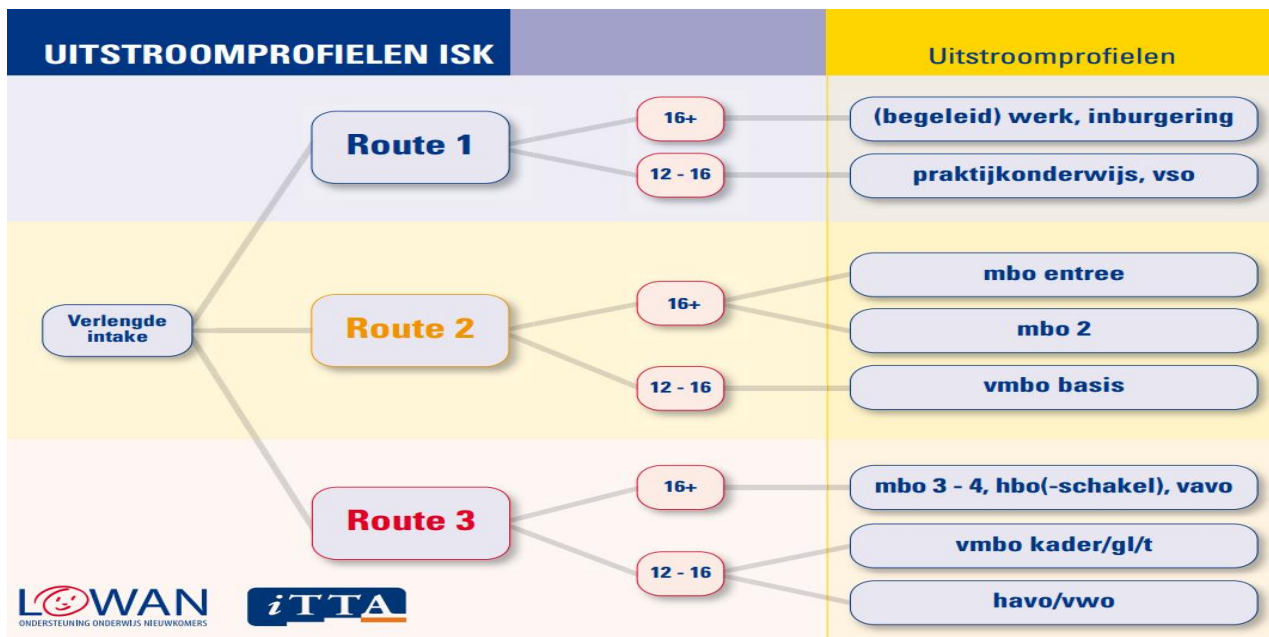 UITSTROOMPROFIELEN ISK
Uitstroomprofielen
Route 1
16+
(begeleid) werk, inburgering
12 - 16
praktijkonderwijs, vso
Verlengde
intake
Route 2
16+
mbo entree
mbo 2
12 - 16
vmbo basis
Route 3
16+
mbo 3 - 4, hbo(-schakel), vavo
12 - 16
vmbo kader/gl/t
havo/vwo
LOWAN
ONDERSTEUNING ONDERWIJS NIEUWKOMERS
iTTA